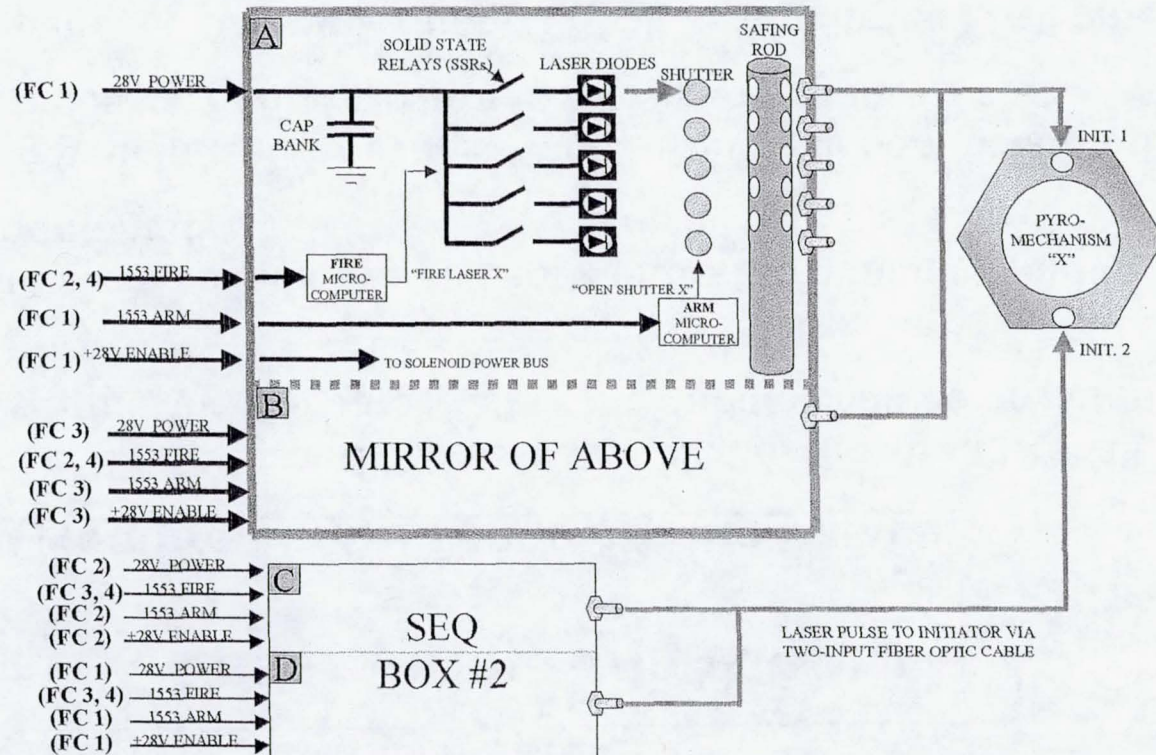 A
SOLID STATE
RELAYS (SSRs)
LASER DIODES
SHUTTER
SAFING
ROD
(FC 1) 28V POWER
CAP
BANK
INIT. 1
PYRO-
MECHANISM
"X"
(FC 2, 4) 1553 FIRE
FIRE
MICRO-
COMPUTER
"FIRE LASER X"
"OPEN SHUTTER X"
(FC 1) 1553 ARM
ARM
MICRO-
COMPUTER
(FC 1) +28V ENABLE
TO SOLENOID POWER BUS
INIT. 2
B
(FC 3) 28V POWER
(FC 2, 4) 1553 FIRE
(FC 3) 1553 ARM
(FC 3) +28V ENABLE
MIRROR OF ABOVE
(FC 2) 28V POWER
(FC 3, 4) 1553 FIRE
(FC 2) 1553 ARM
(FC 2) +28V ENABLE
C
SEQ
BOX #2
D
(FC 1) 28V POWER
(FC 3, 4) 1553 FIRE
(FC 1) 1553 ARM
(FC 1) +28V ENABLE
LASER PULSE TO INITIATOR VIA
TWO-INPUT FIBER OPTIC CABLE